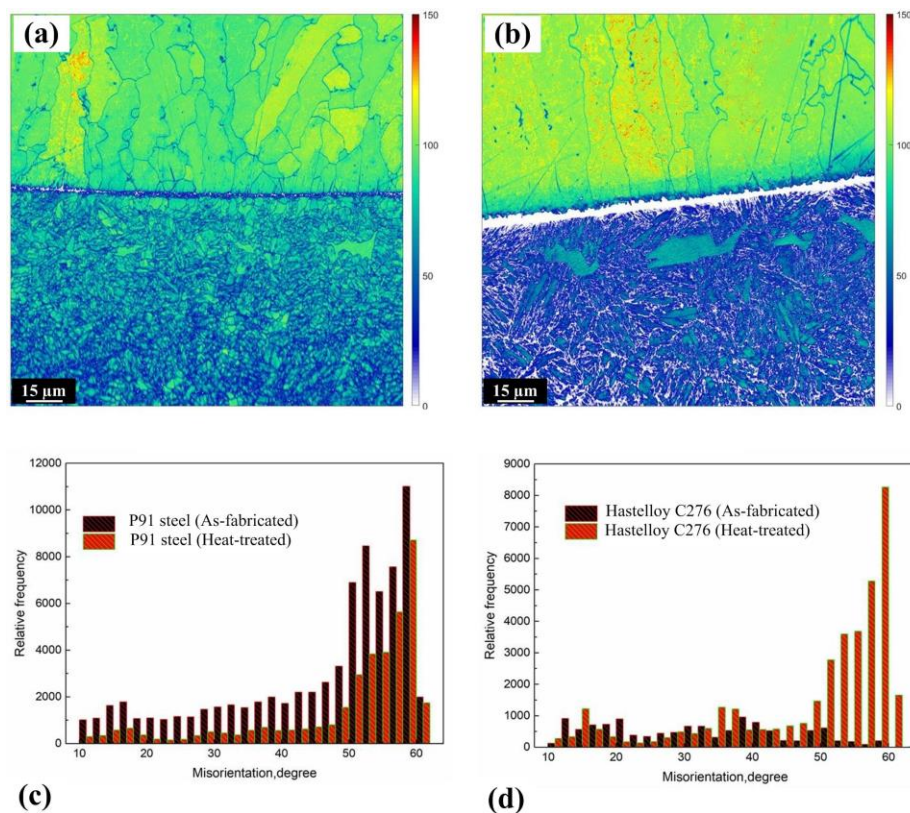 (a)
150
100
50
0
15 µm
(b)
150
100
50
0
15 µm
12000
10000
8000
6000
4000
2000
0
Relative frequency
P91 steel (As-fabricated)
P91 steel (Heat-treated)
10 20 30 40 50 60
Misorientation,degree
(c)
9000
8000
7000
6000
5000
4000
3000
2000
1000
0
Relative frequency
Hastelloy C276 (As-fabricated)
Hastelloy C276 (Heat-treated)
10 20 30 40 50 60
Misorientation,degree
(d)